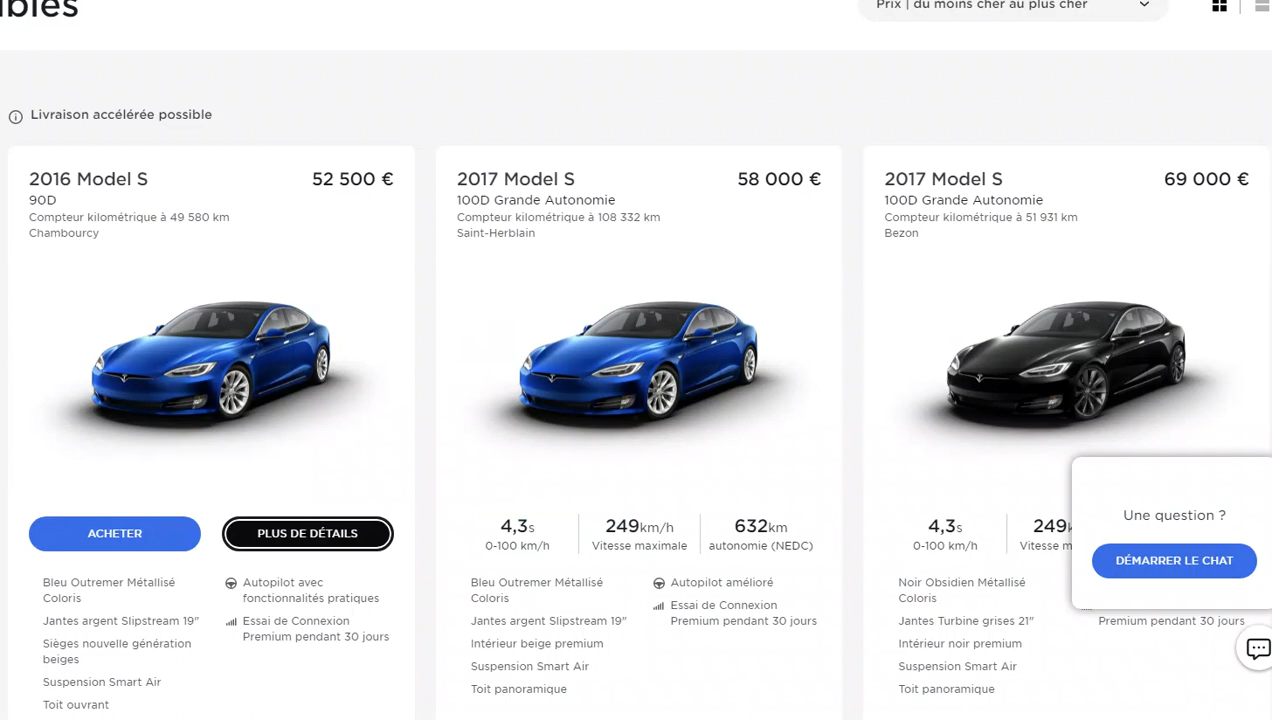 ibles
Prix | du moins cher au plus cher
Livraison accélérée possible
2016 Model S
52 500 €
90D
Compteur kilométrique à 49 580 km
Chambourcy
ACHETER
PLUS DE DÉTAILS
Bleu Outremer Métallisé
Coloris
Jantes argent Slipstream 19"
Sièges nouvelle génération
beiges
Suspension Smart Air
Toit ouvrant
Autopilot avec
fonctionnalités pratiques
Essai de Connexion
Premium pendant 30 jours
2017 Model S
58 000 €
100D Grande Autonomie
Compteur kilométrique à 108 332 km
Saint-Herblain
4,3s
0-100 km/h
249km/h
Vitesse maximale
632km
autonomie (NEDC)
Bleu Outremer Métallisé
Coloris
Jantes argent Slipstream 19"
Intérieur beige premium
Suspension Smart Air
Toit panoramique
Autopilot amélioré
Essai de Connexion
Premium pendant 30 jours
2017 Model S
69 000 €
100D Grande Autonomie
Compteur kilométrique à 51 931 km
Bezon
4,3s
0-100 km/h
249k
Vitesse m
Noir Obsidien Métallisé
Coloris
Jantes Turbine grises 21"
Intérieur noir premium
Suspension Smart Air
Toit panoramique
Premium pendant 30 jours
Une question ?
DÉMARRER LE CHAT